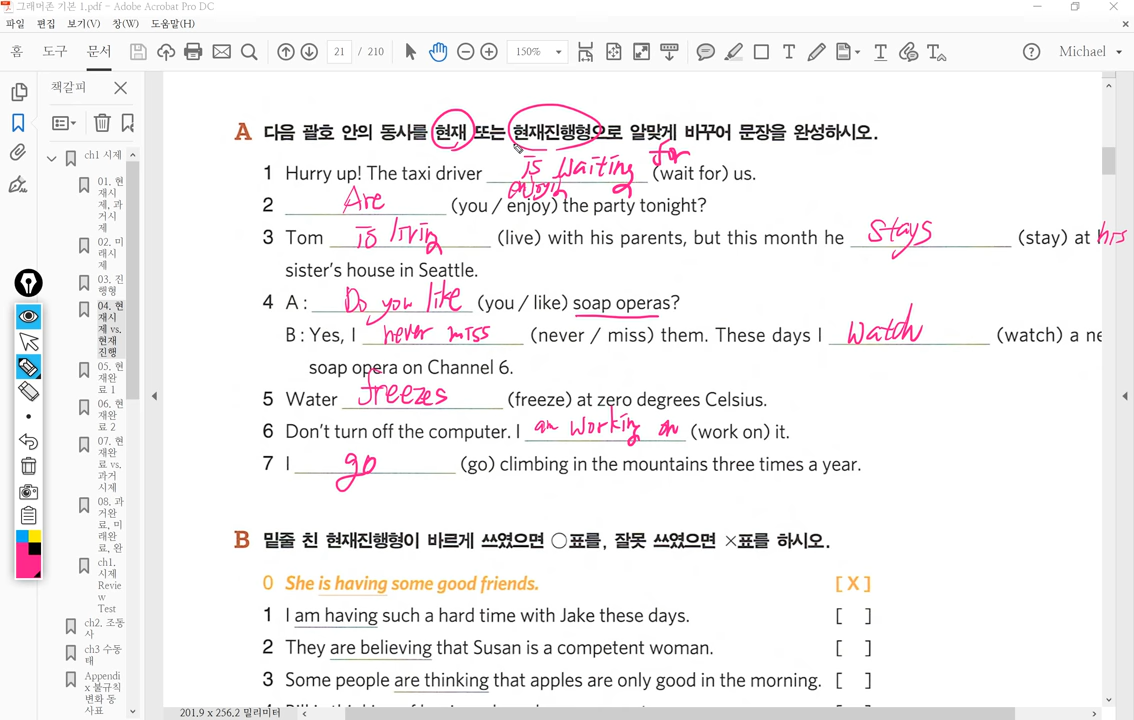 그래머존 기본 1.pdf - Adobe Acrobat Pro DC
파일 편집 보기(V) 창(W) 도움말(H)
홈 도구 문서 21 / 210 150% Michael
책갈피
ch1 시제
01. 현재시제, 과거시제
02. 미래시제
03. 진행형
04. 현재시제 vs. 현재진행
05. 현재완료 1
06. 현재완료 2
07. 현재완료 vs. 과거시제
08. 과거완료, 미래완료, 완
ch1. 시제 Review Test
ch2. 조동사
ch3 수동태
Appendix 불규칙 변화 동사표
A 다음 괄호 안의 동사를 현재 또는 현재진행형으로 알맞게 바꾸어 문장을 완성하시오.
1 Hurry up! The taxi driver is waiting for (wait for) us.
2 Are enjoying (you / enjoy) the party tonight?
3 Tom is living (live) with his parents, but this month he stays (stay) at his
sister's house in Seattle.
4 A : Do you like (you / like) soap operas?
B : Yes, I never miss (never / miss) them. These days I watch (watch) a ne
soap opera on Channel 6.
5 Water freezes (freeze) at zero degrees Celsius.
6 Don't turn off the computer. I am working on (work on) it.
7 I go (go) climbing in the mountains three times a year.
B 밑줄 친 현재진행형이 바르게 쓰였으면 ○표를, 잘못 쓰였으면 ×표를 하시오.
0 She is having some good friends. [ X ]
1 I am having such a hard time with Jake these days. [ ]
2 They are believing that Susan is a competent woman. [ ]
3 Some people are thinking that apples are only good in the morning. [ ]
201.9 x 256.2 밀리미터